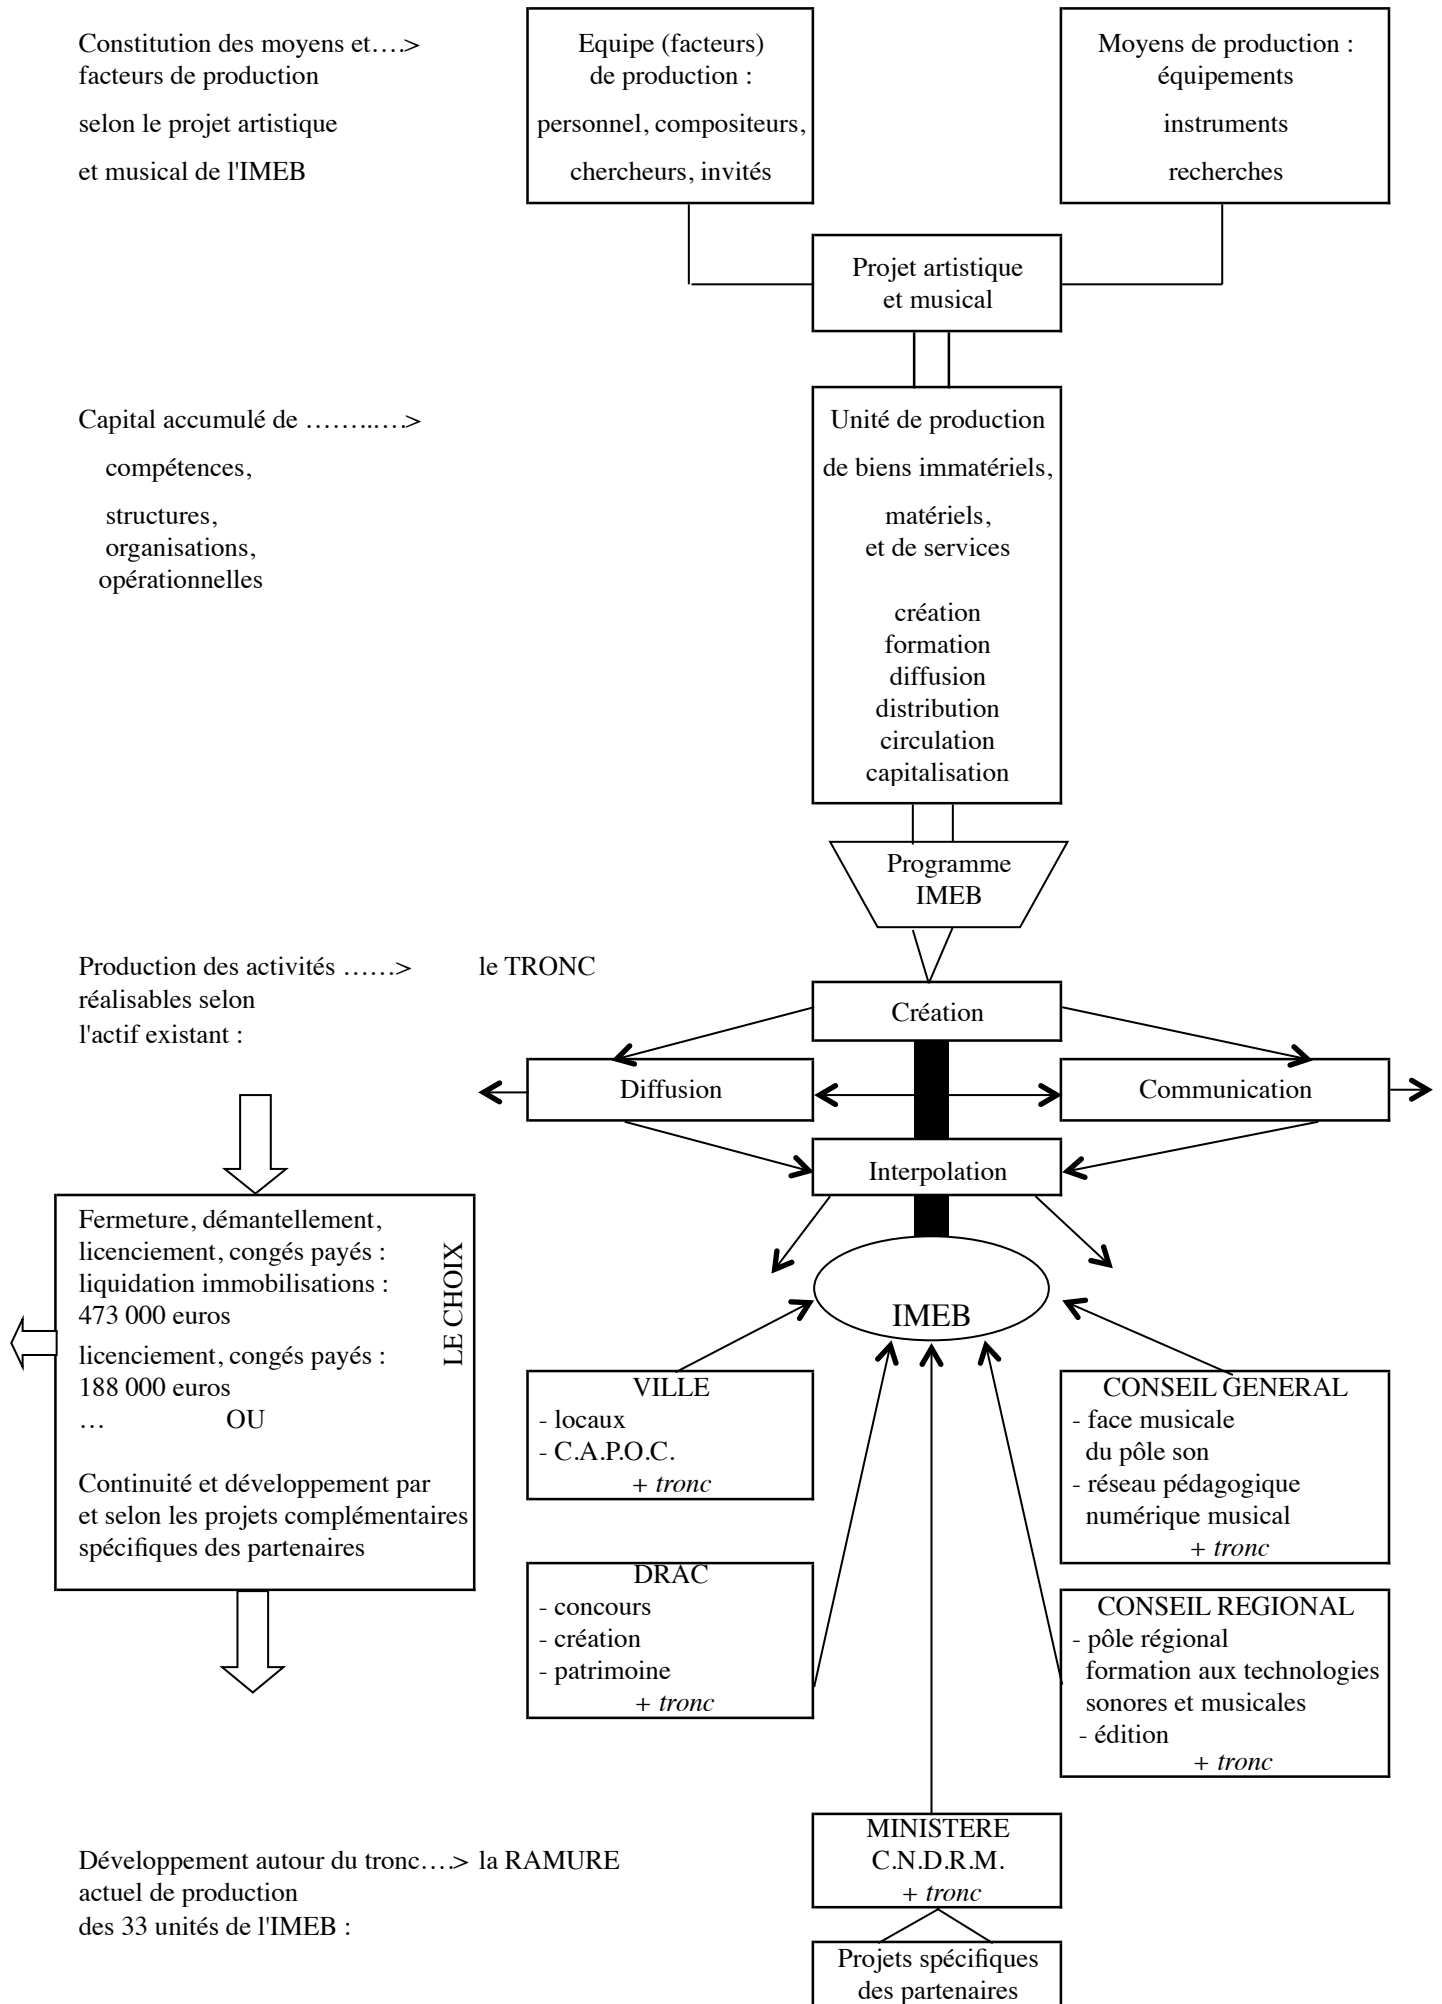 Constitution des moyens et….>
facteurs de production
selon le projet artistique
et musical de l'IMEB
Equipe (facteurs)
de production :
personnel, compositeurs,
chercheurs, invités
Moyens de production :
équipements
instruments
recherches
Projet artistique
et musical
Capital accumulé de ……..….>
compétences,
structures,
organisations,
opérationnelles
Unité de production
de biens immatériels,
matériels,
et de services
création
formation
diffusion
distribution
circulation
capitalisation
Programme
IMEB
Production des activités ……> le TRONC
réalisables selon
l'actif existant :
Création
Diffusion
Communication
Interpolation
IMEB
Fermeture, démantellement,
licenciement, congés payés :
liquidation immobilisations :
473 000 euros
licenciement, congés payés :
188 000 euros
… OU
Continuité et développement par
et selon les projets complémentaires
spécifiques des partenaires
LE CHOIX
VILLE
- locaux
- C.A.P.O.C.
+ tronc
CONSEIL GENERAL
- face musicale
du pôle son
- réseau pédagogique
numérique musical
+ tronc
DRAC
- concours
- création
- patrimoine
+ tronc
CONSEIL REGIONAL
- pôle régional
formation aux technologies
sonores et musicales
- édition
+ tronc
MINISTERE
C.N.D.R.M.
+ tronc
Développement autour du tronc….> la RAMURE
actuel de production
des 33 unités de l'IMEB :
Projets spécifiques
des partenaires